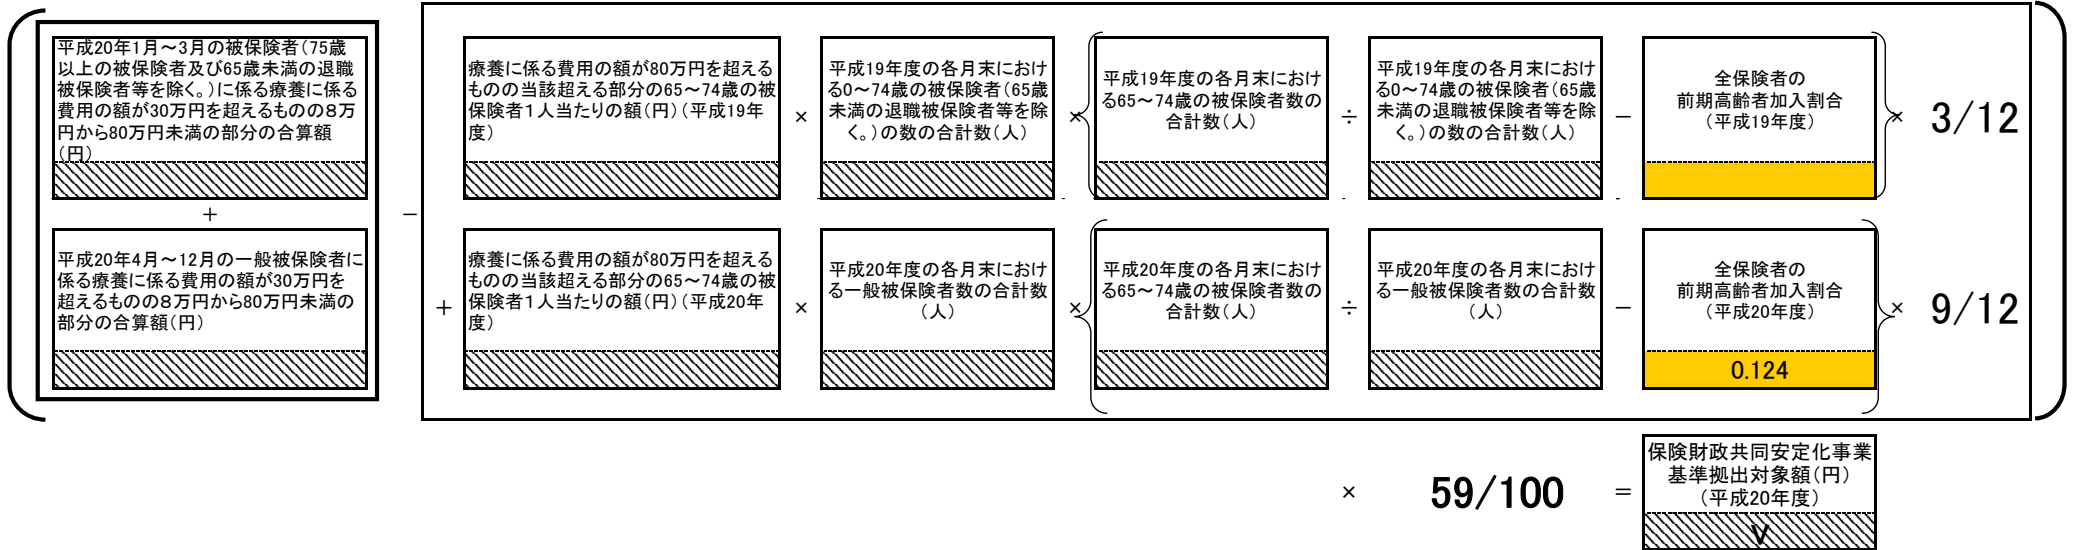 平成20年1月～3月の被保険者（75歳
以上の被保険者及び65歳未満の退職
被保険者等を除く。）に係る療養に係る
費用の額が30万円を超えるものの８万
円から80万円未満の部分の合算額
（円）
＋
平成20年4月～12月の一般被保険者に
係る療養に係る費用の額が30万円を
超えるものの８万円から80万円未満の
部分の合算額（円）
－
療養に係る費用の額が80万円を超える
ものの当該超える部分の65～74歳の被
保険者１人当たりの額（円）（平成19年
度）
×
平成19年度の各月末におけ
る0～74歳の被保険者（65歳
未満の退職被保険者等を除
く。）の数の合計数（人）
×
平成19年度の各月末におけ
る65～74歳の被保険者数の
合計数（人）
÷
平成19年度の各月末におけ
る0～74歳の被保険者（65歳
未満の退職被保険者等を除
く。）の数の合計数（人）
－
全保険者の
前期高齢者加入割合
（平成19年度）
× 3/12
＋
療養に係る費用の額が80万円を超える
ものの当該超える部分の65～74歳の被
保険者１人当たりの額（円）（平成20年
度）
×
平成20年度の各月末におけ
る一般被保険者数の合計数
（人）
×
平成20年度の各月末におけ
る65～74歳の被保険者数の
合計数（人）
÷
平成20年度の各月末におけ
る一般被保険者数の合計数
（人）
－
全保険者の
前期高齢者加入割合
（平成20年度）
0.124
× 9/12
× 59/100 ＝
保険財政共同安定化事業
基準拠出対象額（円）
（平成20年度）
V